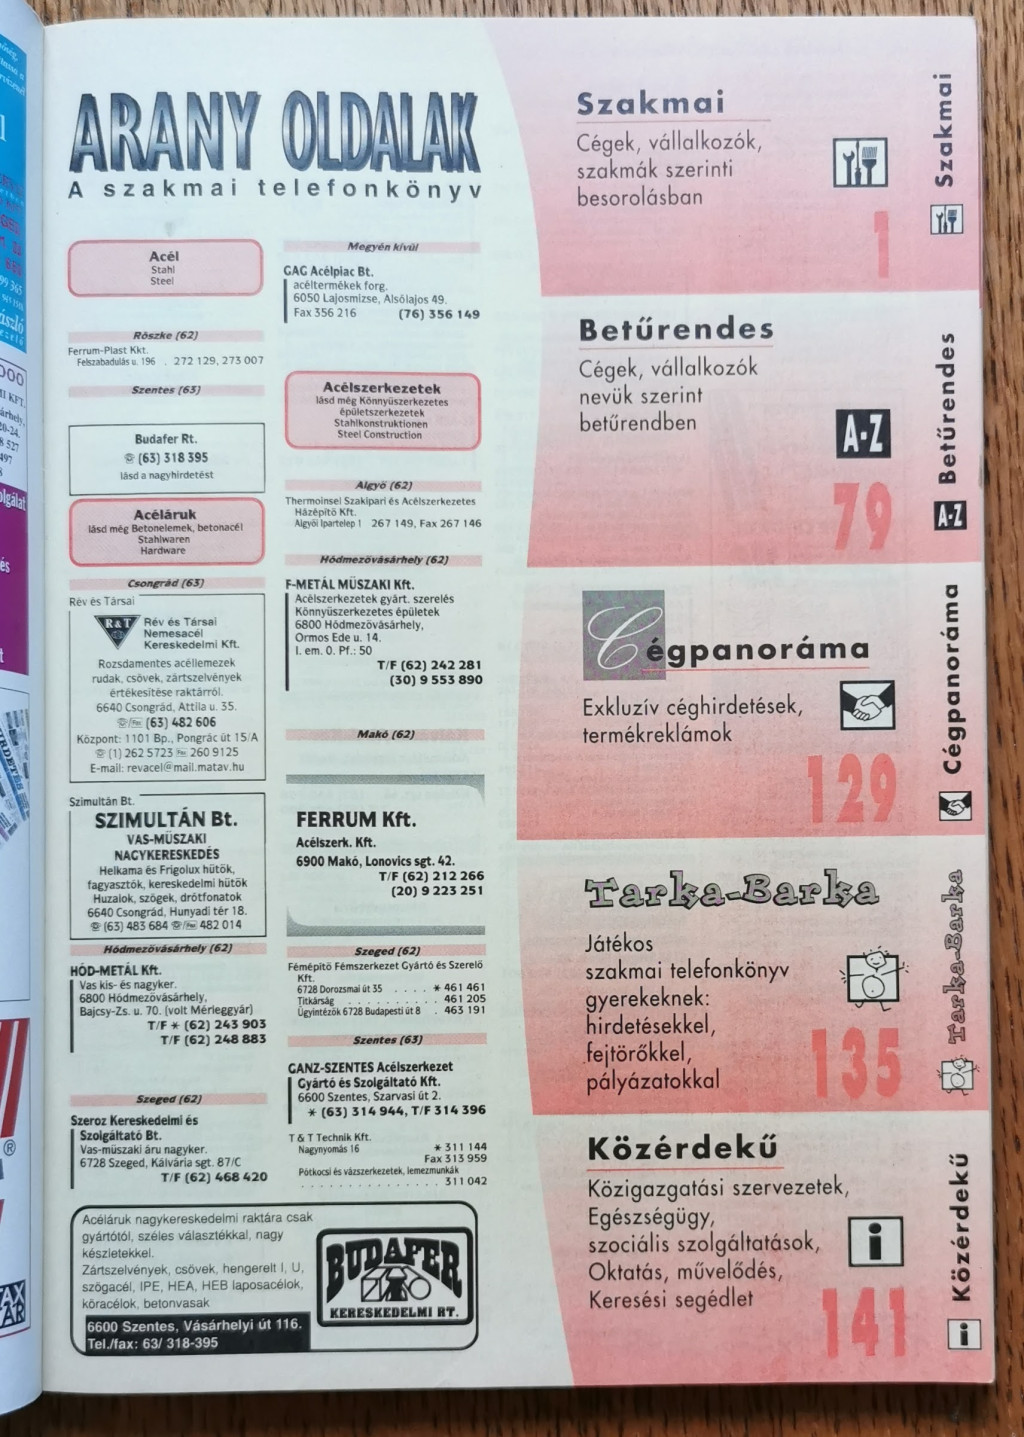 ARANY OLDALAK
A szakmai telefonkönyv
Acél
Stahl
Steel
Röszke (62)
Ferrum-Plast Kkt.
Felszabadulás u. 196 . 272 129, 273 007
Szentes (63)
Budafer Rt.
☎ (63) 318 395
lásd a nagyhirdetést
Acéláruk
lásd még Betonelemek, betonacél
Stahlwaren
Hardware
Csongrád (63)
Rév és Társai
R&T
Rév és Társai
Nemesacél
Kereskedelmi Kft.
Rozsdamentes acéllemezek
rudak, csövek, zártszelvények
értékesítése raktárról.
6640 Csongrád, Attila u. 35.
☎/Fax (63) 482 606
Központ: 1101 Bp., Pongrác út 15/A
☎ (1) 262 5723 Fax 260 9125
E-mail: revacel@mail.matav.hu
Szimultán Bt.
SZIMULTÁN Bt.
VAS-MŰSZAKI
NAGYKERESKEDÉS
Helkama és Frigolux hűtők,
fagyasztók, kereskedelmi hűtők
Huzalok, szögek, drótfonatok
6640 Csongrád, Hunyadi tér 18.
☎ (63) 483 684 ☎/Fax 482 014
Hódmezővásárhely (62)
HÓD-METÁL Kft.
Vas kis- és nagyker.
6800 Hódmezővásárhely,
Bajcsy-Zs. u. 70. (volt Mérleggyár)
T/F * (62) 243 903
T/F (62) 248 883
Szeged (62)
Szeroz Kereskedelmi és
Szolgáltató Bt.
Vas-műszaki áru nagyker.
6728 Szeged, Kálvária sgt. 87/C
T/F (62) 468 420
Megyén kívül
GAG Acélpiac Bt.
acéltermékek forg.
6050 Lajosmizse, Alsólajos 49.
Fax 356 216 (76) 356 149
Acélszerkezetek
lásd még Könnyűszerkezetes
épületszerkezetek
Stahlkonstruktionen
Steel Construction
Algyő (62)
Thermoinsel Szakipari és Acélszerkezetes
Házépítő Kft.
Algyői Ipartelep 1 267 149, Fax 267 146
Hódmezővásárhely (62)
F-METÁL MŰSZAKI Kft.
Acélszerkezetek gyárt. szerelés
Könnyűszerkezetes épületek
6800 Hódmezővásárhely,
Ormos Ede u. 14.
I. em. 0. Pf.: 50
T/F (62) 242 281
(30) 9 553 890
Makó (62)
FERRUM Kft.
Acélszerk. Kft.
6900 Makó, Lonovics sgt. 42.
T/F (62) 212 266
(20) 9 223 251
Szeged (62)
Fémépítő Fémszerkezet Gyártó és Szerelő
Kft.
6728 Dorozsmai út 35 . . . . * 461 461
Titkárság . . . . . . . . . . 461 205
Ügyintézők 6728 Budapesti út 8 . 463 191
Szentes (63)
GANZ-SZENTES Acélszerkezet
Gyártó és Szolgáltató Kft.
6600 Szentes, Szarvasi út 2.
* (63) 314 944, T/F 314 396
T & T Technik Kft.
Nagynyomás 16 * 311 144
Fax 313 959
Pótkocsi és vázszerkezetek, lemezmunkák
. . . . . . . . . . . . . . 311 042
Acéláruk nagykereskedelmi raktára csak
gyártótól, széles választékkal, nagy
készletekkel.
Zártszelvények, csövek, hengerelt I, U,
szögacél, IPE, HEA, HEB laposacélok,
köracélok, betonvasak
6600 Szentes, Vásárhelyi út 116.
Tel./fax: 63/ 318-395
BUDAFER
KERESKEDELMI RT.
Szakmai
Cégek, vállalkozók,
szakmák szerinti
besorolásban
1
Szakmai
Betűrendes
Cégek, vállalkozók
nevük szerint
betűrendben
A-Z
79
A-Z Betűrendes
Cégpanoráma
Exkluzív céghirdetések,
termékreklámok
129
Cégpanoráma
Tarka-Barka
Játékos
szakmai telefonkönyv
gyerekeknek:
hirdetésekkel,
fejtörőkkel,
pályázatokkal
135
Tarka-Barka
Közérdekű
Közigazgatási szervezetek,
Egészségügy,
szociális szolgáltatások,
Oktatás, művelődés,
Keresési segédlet
i
141
i Közérdekű